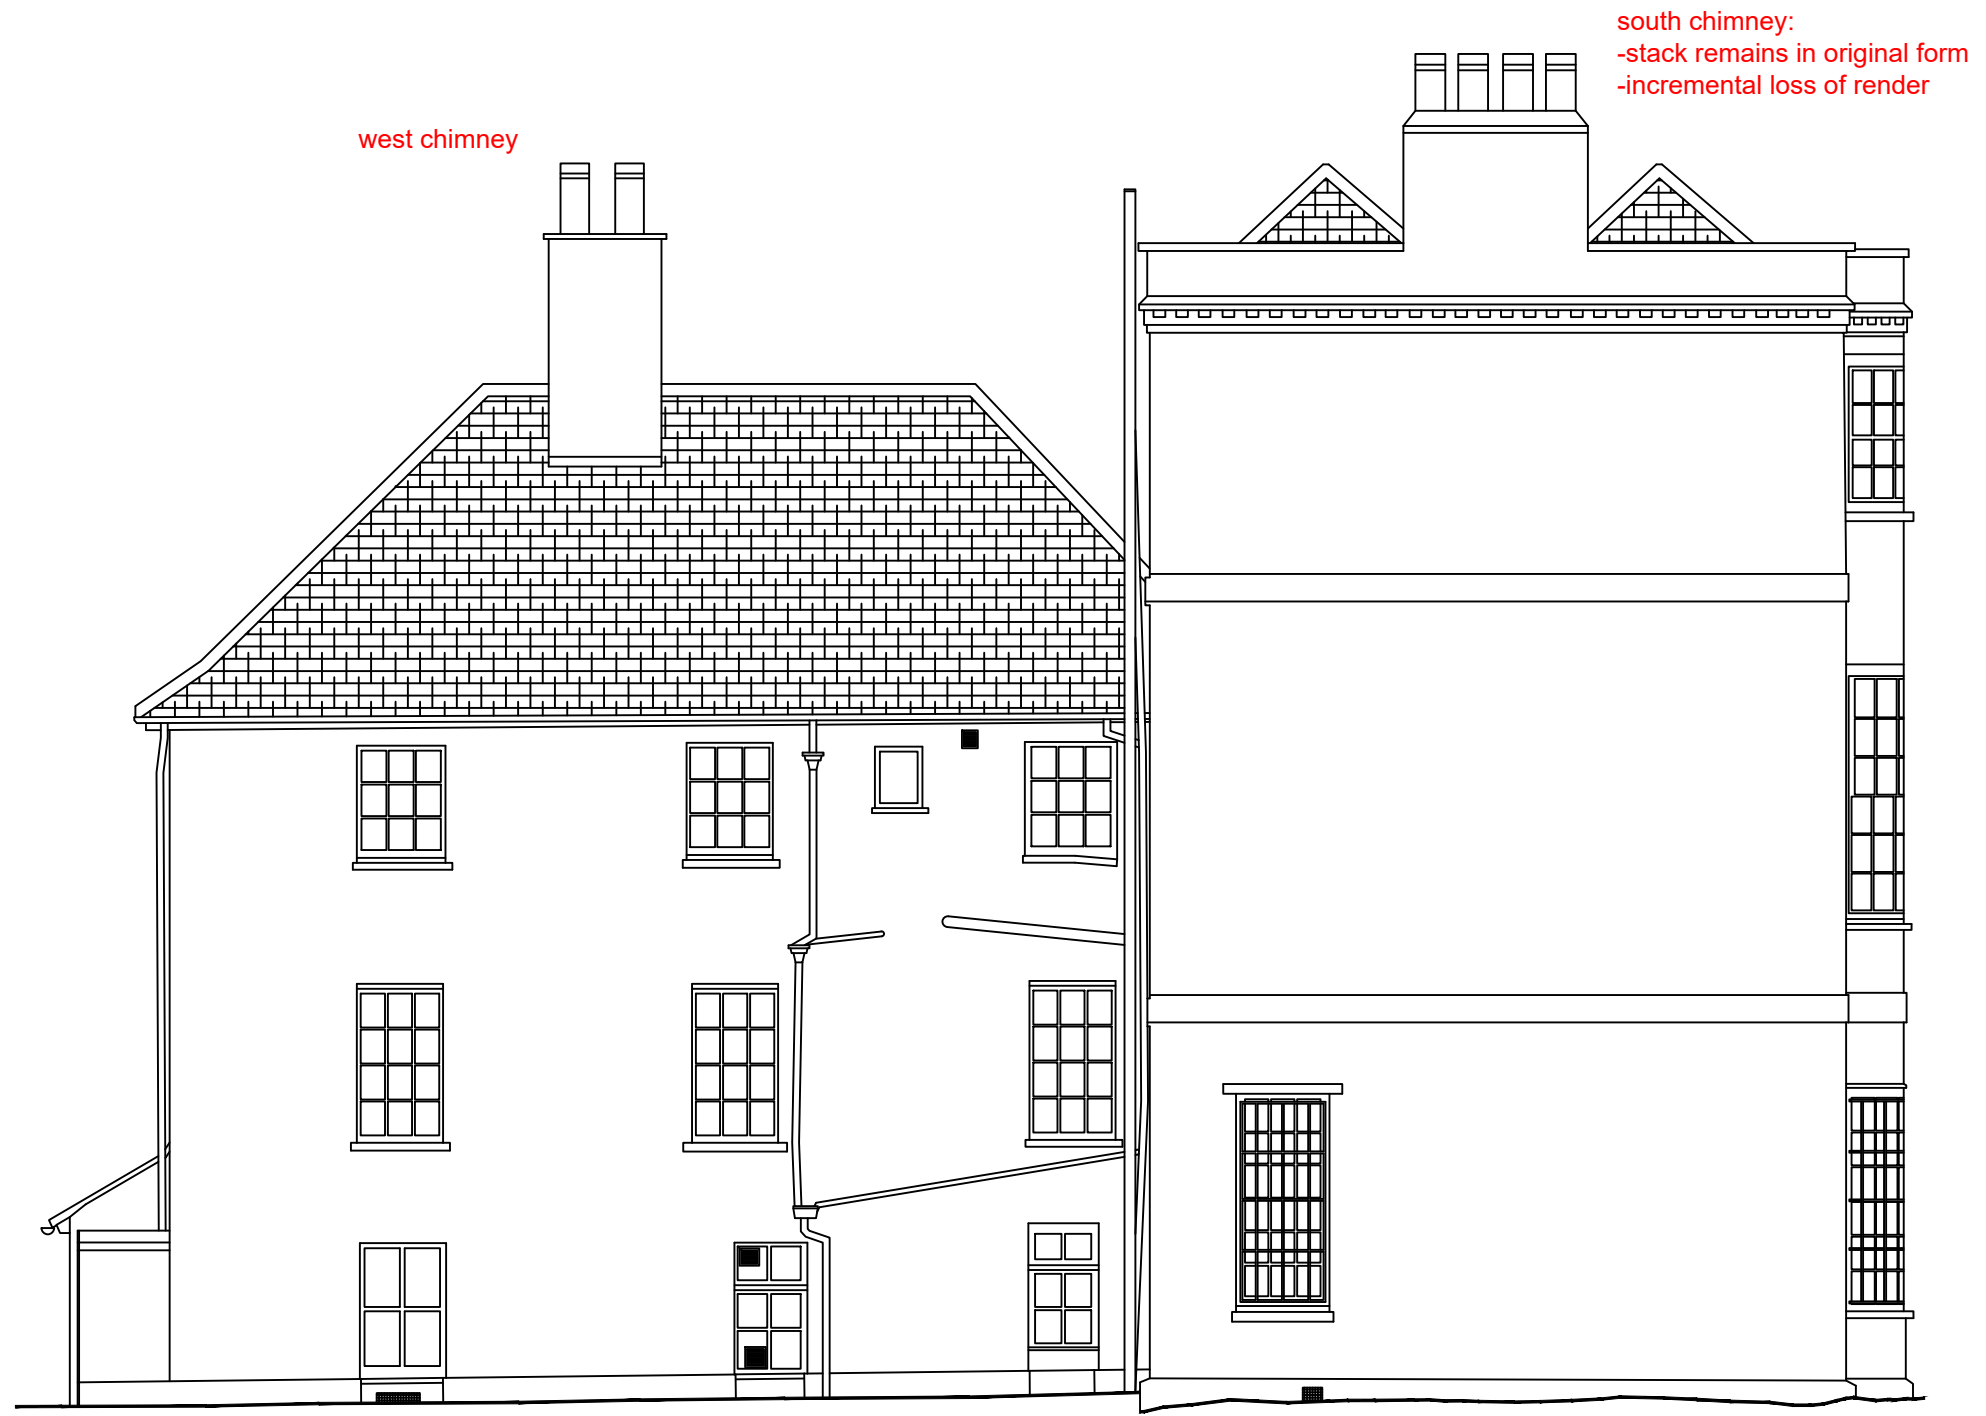 south chimney:
-stack remains in original form
-incremental loss of render
west chimney